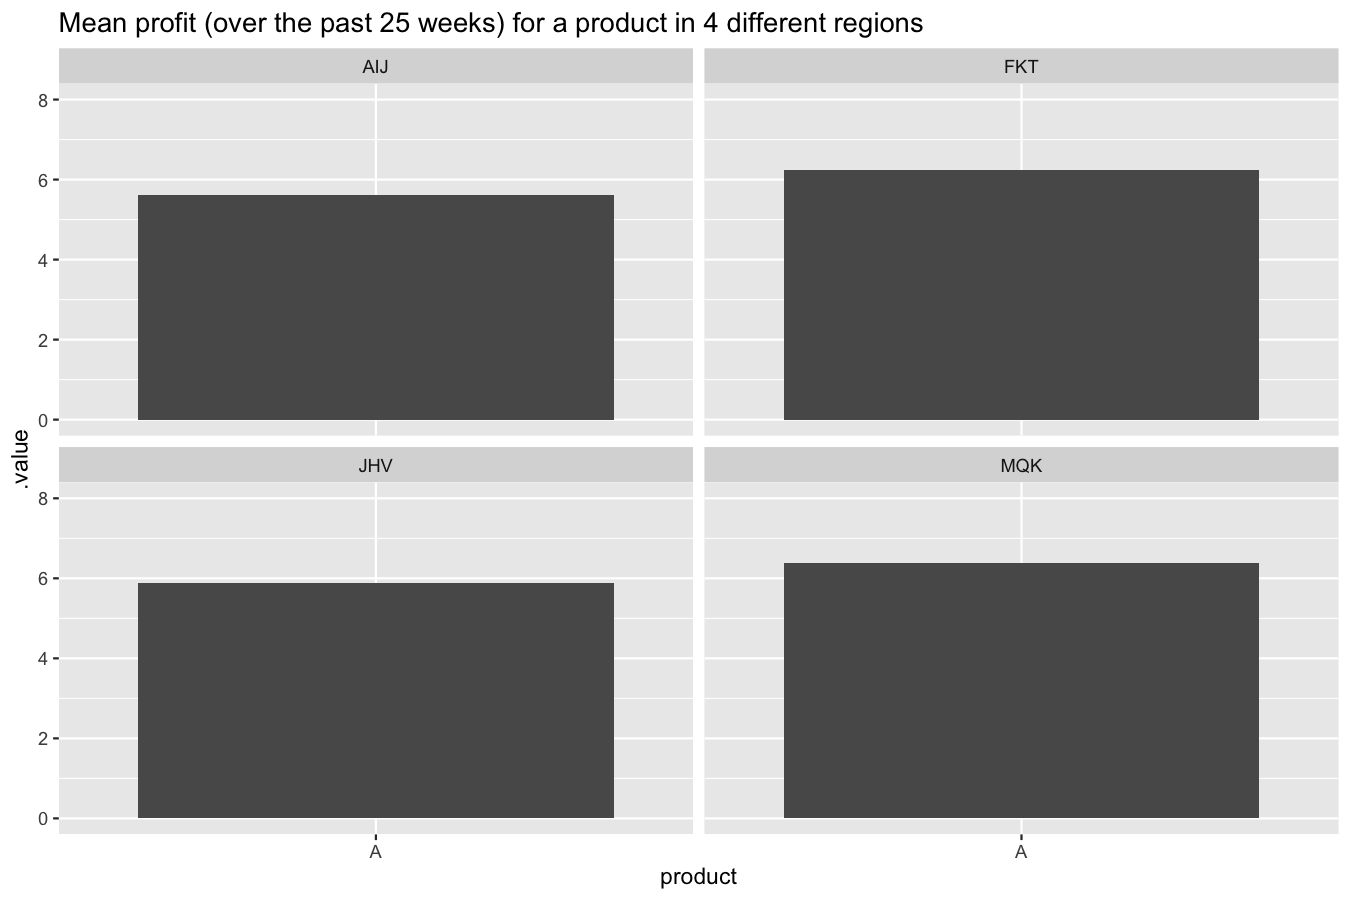 Mean profit (over the past 25 weeks) for a product in 4 different regions
AIJ
FKT
8
6
4
2
0
JHV
MQK
8
6
4
2
0
.value
A
A
product